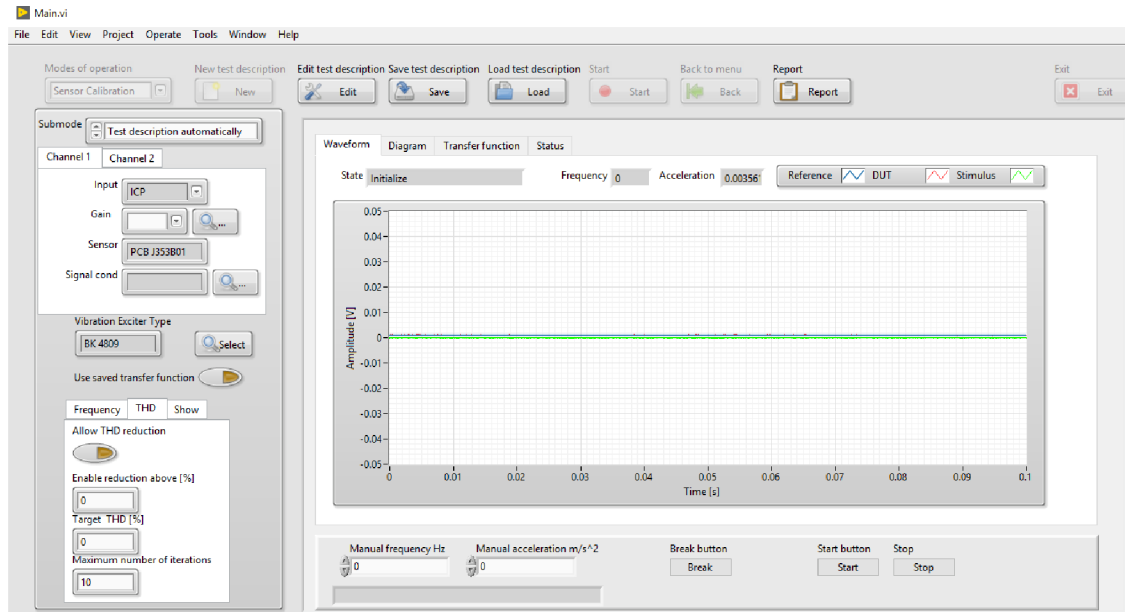 Main.vi
File Edit View Project Operate Tools Window Help
Modes of operation New test description Edit test description Save test description Load test description Start Back to menu Report Exit
Sensor Calibration New Edit Save Load Start Back Report Exit
Submode Test description automatically
Channel 1 Channel 2
Input ICP
Gain ...
Sensor PCB J353B01
Signal cond ...
Vibration Exciter Type
BK 4809 Select
Use saved transfer function
Frequency THD Show
Allow THD reduction
Enable reduction above [%]
0
Target THD [%]
0
Maximum number of iterations
10
Waveform Diagram Transfer function Status
State Initialize Frequency 0 Acceleration 0.00356 Reference DUT Stimulus
0.05
0.04
0.03
0.02
0.01
0
-0.01
-0.02
-0.03
-0.04
-0.05
Amplitude [V]
0 0.01 0.02 0.03 0.04 0.05 0.06 0.07 0.08 0.09 0.1
Time [s]
Manual frequency Hz Manual acceleration m/s^2 Break button Start button Stop
0 0 Break Start Stop